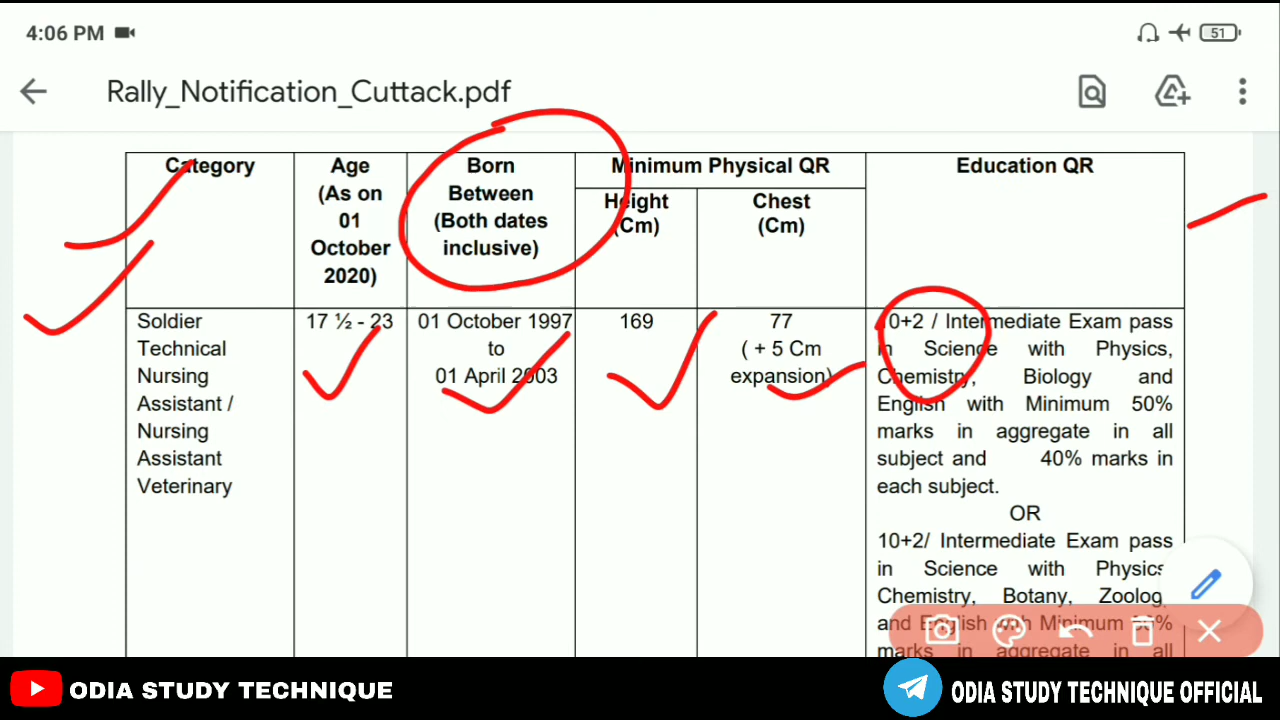 4:06 PM
51
Rally_Notification_Cuttack.pdf
Category
Age
(As on
01
October
2020)
Born
Between
(Both dates
inclusive)
Minimum Physical QR
Height
(Cm)
Chest
(Cm)
Education QR
Soldier
Technical
Nursing
Assistant /
Nursing
Assistant
Veterinary
17 ½ - 23
01 October 1997
to
01 April 2003
169
77
( + 5 Cm
expansion)
10+2 / Intermediate Exam pass
in Science with Physics,
Chemistry, Biology and
English with Minimum 50%
marks in aggregate in all
subject and 40% marks in
each subject.
OR
10+2/ Intermediate Exam pass
in Science with Physics
Chemistry, Botany, Zoolog
and English with Minimum 50%
marks in aggregate in all
ODIA STUDY TECHNIQUE
ODIA STUDY TECHNIQUE OFFICIAL